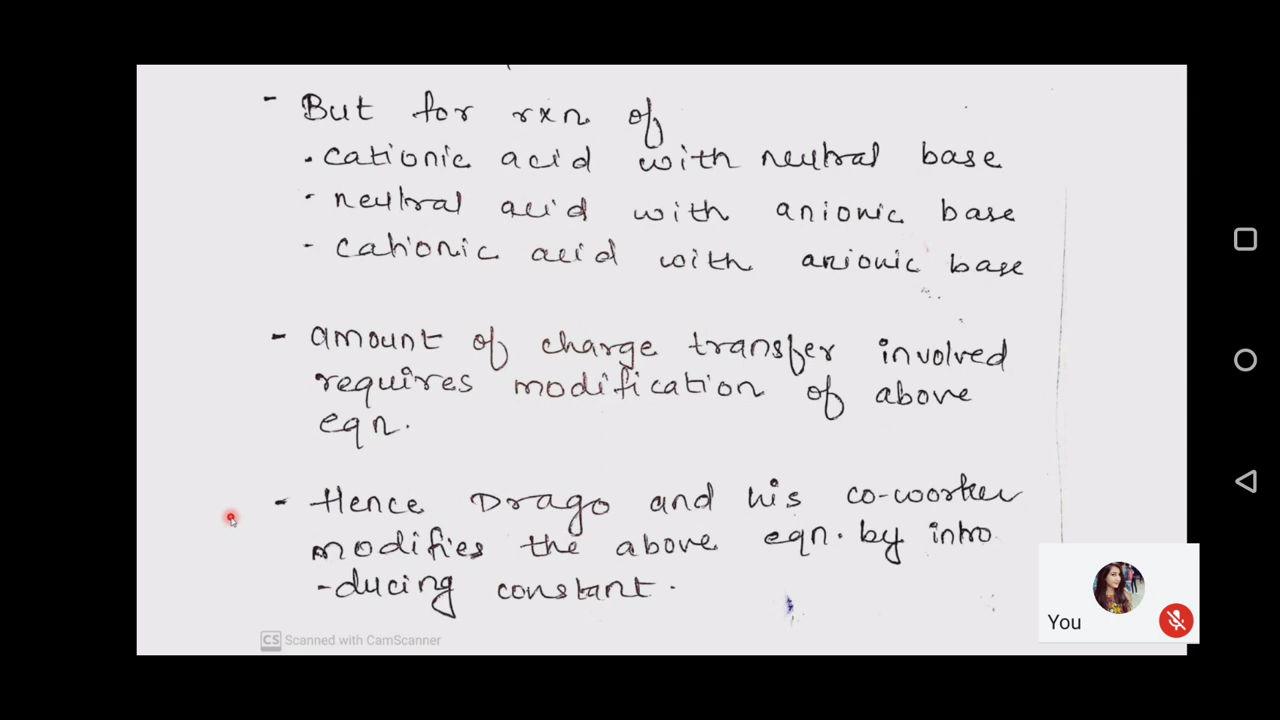 - But for rxn of
. cationic acid with neutral base
- neutral acid with anionic base
- cationic acid with anionic base
- amount of charge transfer involved
requires modification of above
eqn.
- Hence Drago and his co-worker
modifies the above eqn. by intro
-ducing constant.
CS Scanned with CamScanner
You